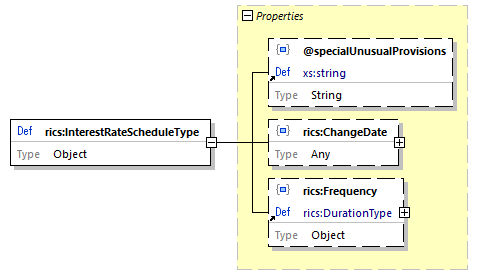 Properties
@specialUnusualProvisions
Def xs:string
Type String
Def rics:InterestRateScheduleType
Type Object
rics:ChangeDate
Type Any
rics:Frequency
Def rics:DurationType
Type Object